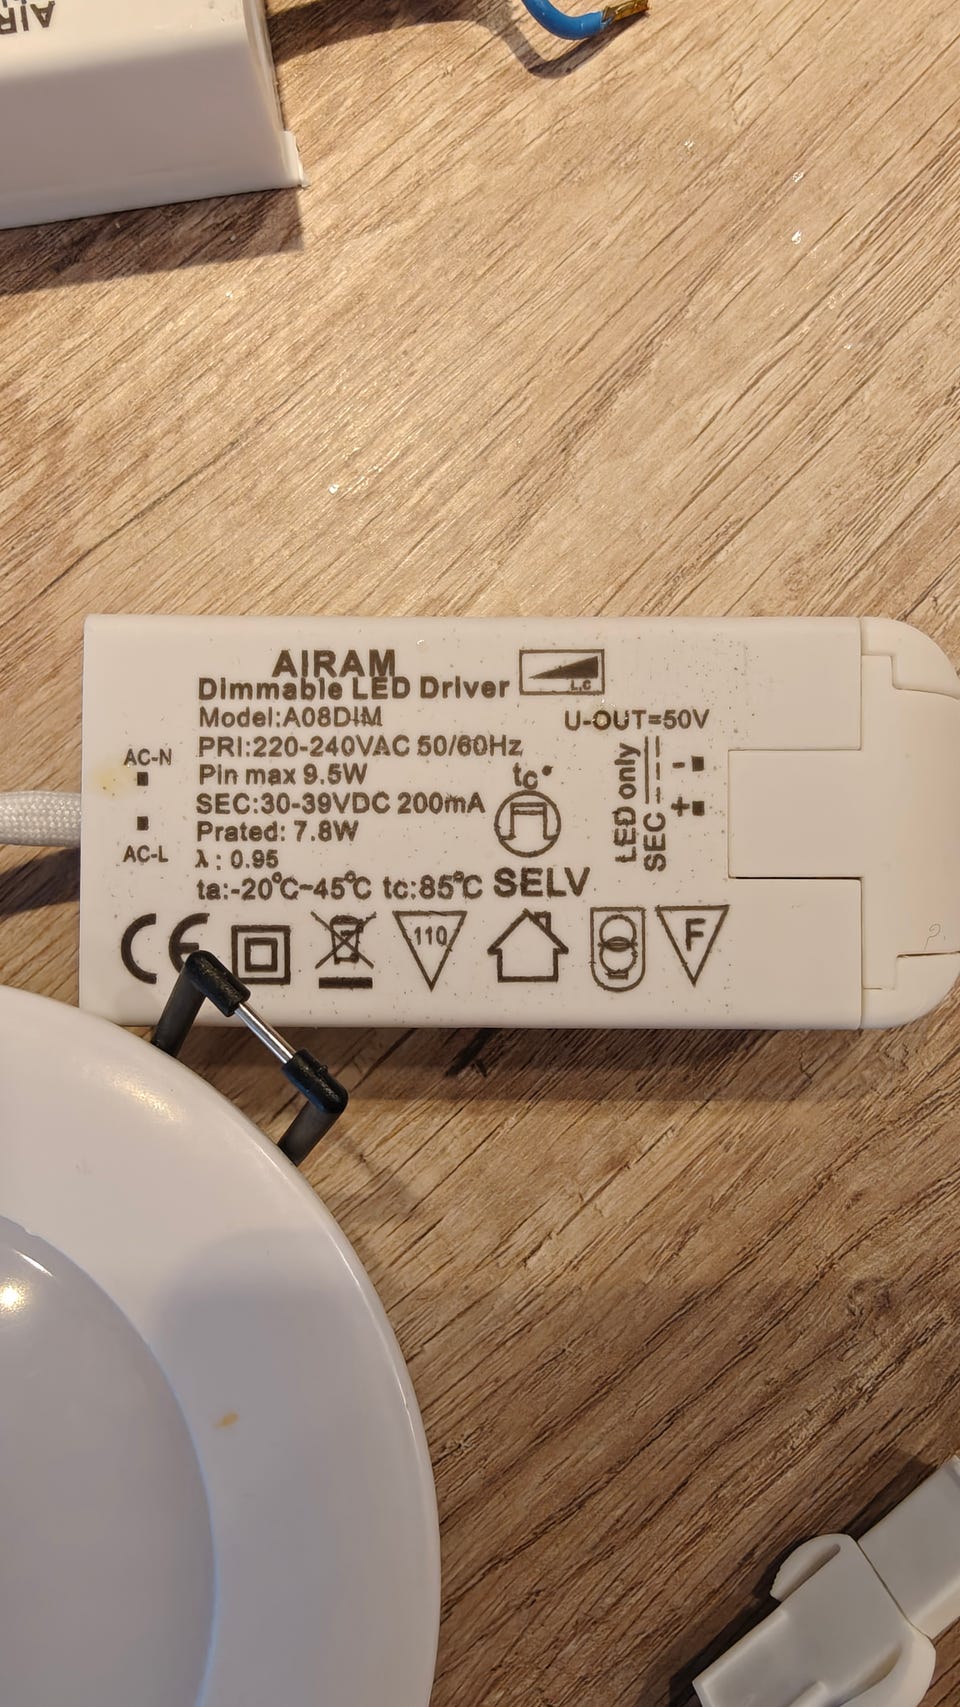 AIRAM
AIRAM
Dimmable LED Driver
L.C
Model:A08DIM
U-OUT=50V
PRI:220-240VAC 50/60Hz
AC-N
Pin max 9.5W
tc
SEC:30-39VDC 200mA
LED only
SEC
- +
Prated: 7.8W
AC-L
λ: 0.95
ta:-20°C~45°C tc:85°C SELV
CE
110
F